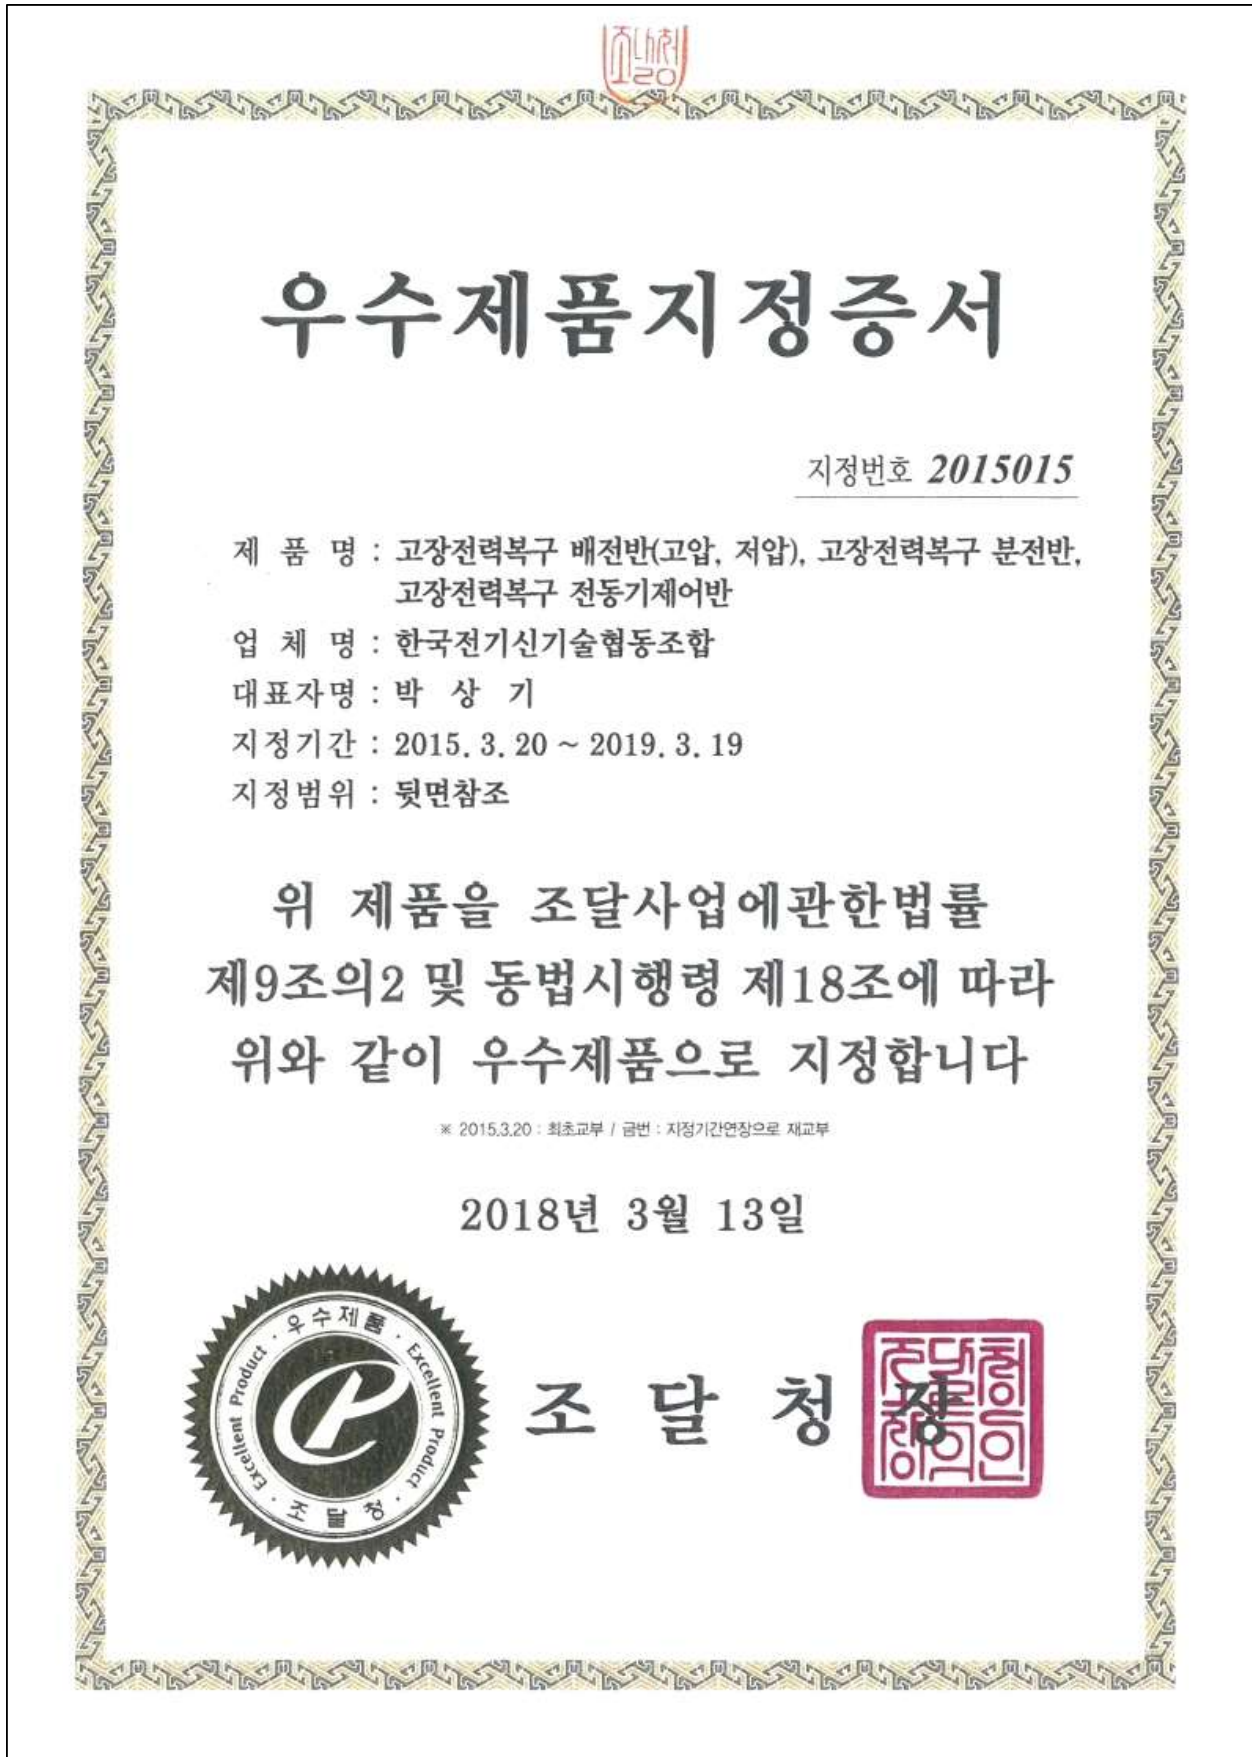 우수제품지정증서
지정번호 2015015
제 품 명 : 고장전력복구 배전반(고압, 저압), 고장전력복구 분전반,
고장전력복구 전동기제어반
업 체 명 : 한국전기신기술협동조합
대표자명 : 박 상 기
지정기간 : 2015. 3. 20 ~ 2019. 3. 19
지정범위 : 뒷면참조
위 제품을 조달사업에관한법률
제9조의2 및 동법시행령 제18조에 따라
위와 같이 우수제품으로 지정합니다
※ 2015.3.20 : 최초교부 / 금번 : 지정기간연장으로 재교부
2018년 3월 13일
· 우수제품 · Excellent Product · 조달청 · Excellent Product
조 달 청 장